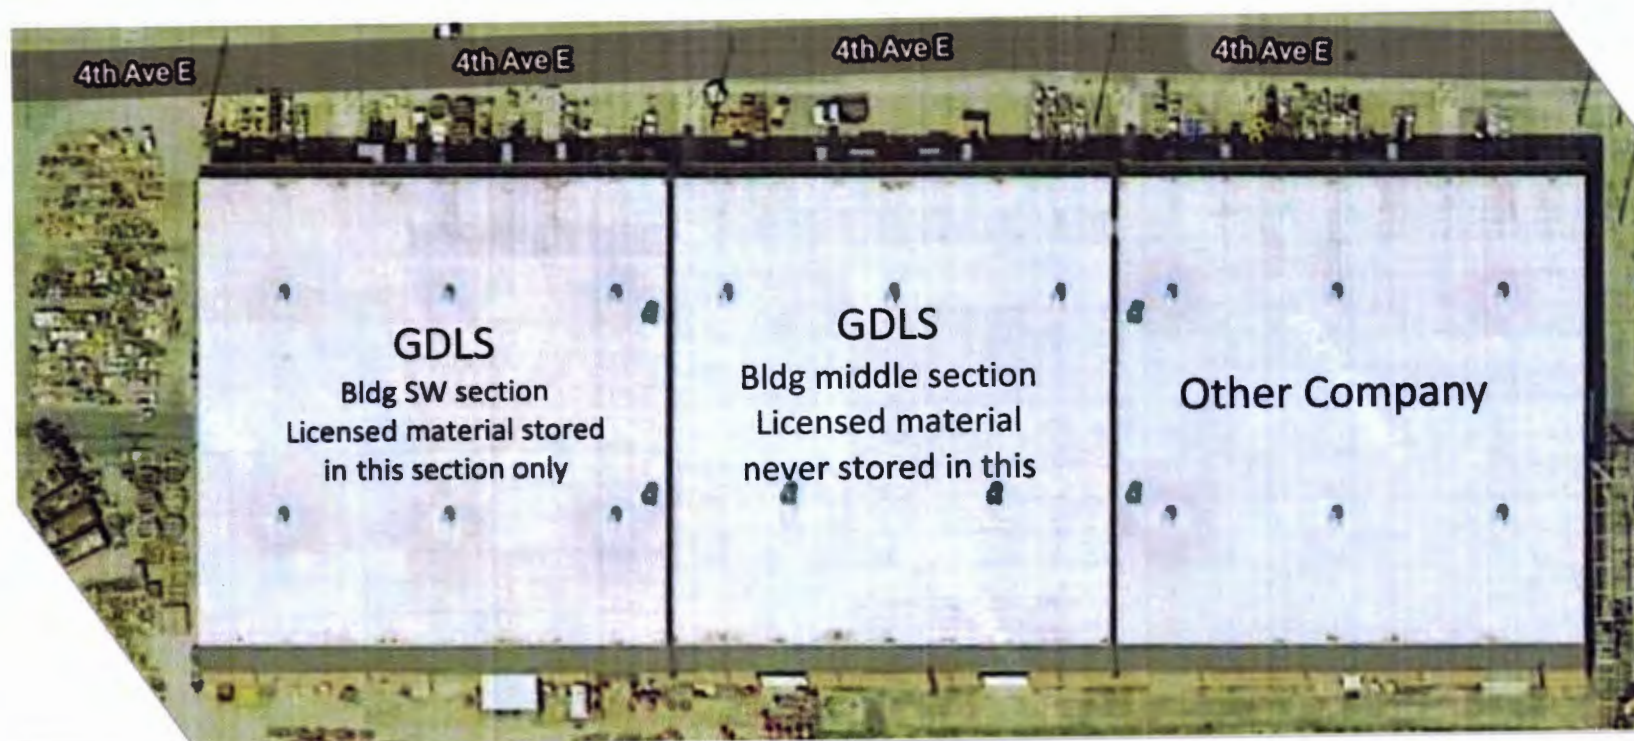 4th Ave E
4th Ave E
4th Ave E
4th Ave E
GDLS
Bldg SW section
Licensed material stored
in this section only
GDLS
Bldg middle section
Licensed material
never stored in this
Other Company